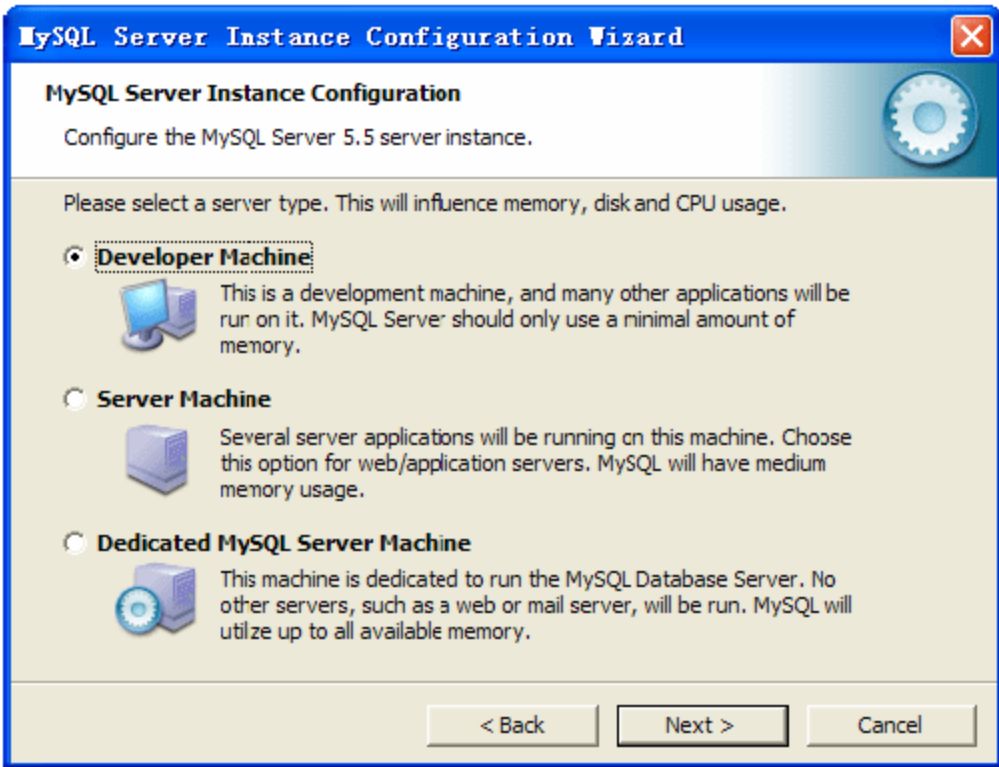 MySQL Server Instance Configuration Wizard
MySQL Server Instance Configuration
Configure the MySQL Server 5.5 server instance.
Please select a server type. This will influence memory, disk and CPU usage.
Developer Machine
This is a development machine, and many other applications will be
run on it. MySQL Server should only use a minimal amount of
memory.
Server Machine
Several server applications will be running on this machine. Choose
this option for web/application servers. MySQL will have medium
memory usage.
Dedicated MySQL Server Machine
This machine is dedicated to run the MySQL Database Server. No
other servers, such as a web or mail server, will be run. MySQL will
utilize up to all available memory.
< Back
Next >
Cancel